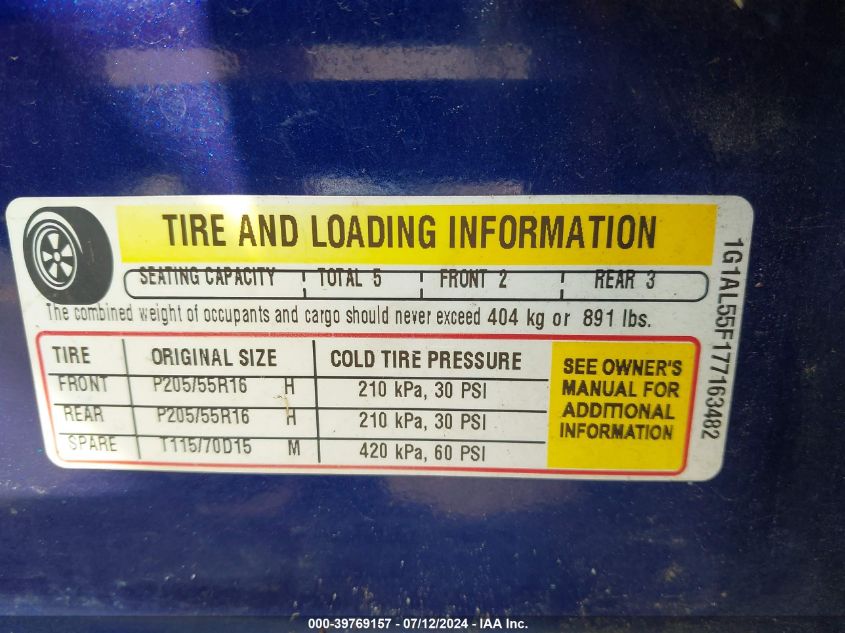 TIRE AND LOADING INFORMATION
SEATING CAPACITY TOTAL 5 FRONT 2 REAR 3
The combined weight of occupants and cargo should never exceed 404 kg or 891 lbs.
TIRE ORIGINAL SIZE COLD TIRE PRESSURE
FRONT P205/55R16 H 210 kPa, 30 PSI
REAR P205/55R16 H 210 kPa, 30 PSI
SPARE T115/70D15 M 420 kPa, 60 PSI
SEE OWNER'S
MANUAL FOR
ADDITIONAL
INFORMATION
1G1AL55F177163482
000-39769157 - 07/12/2024 - IAA Inc.